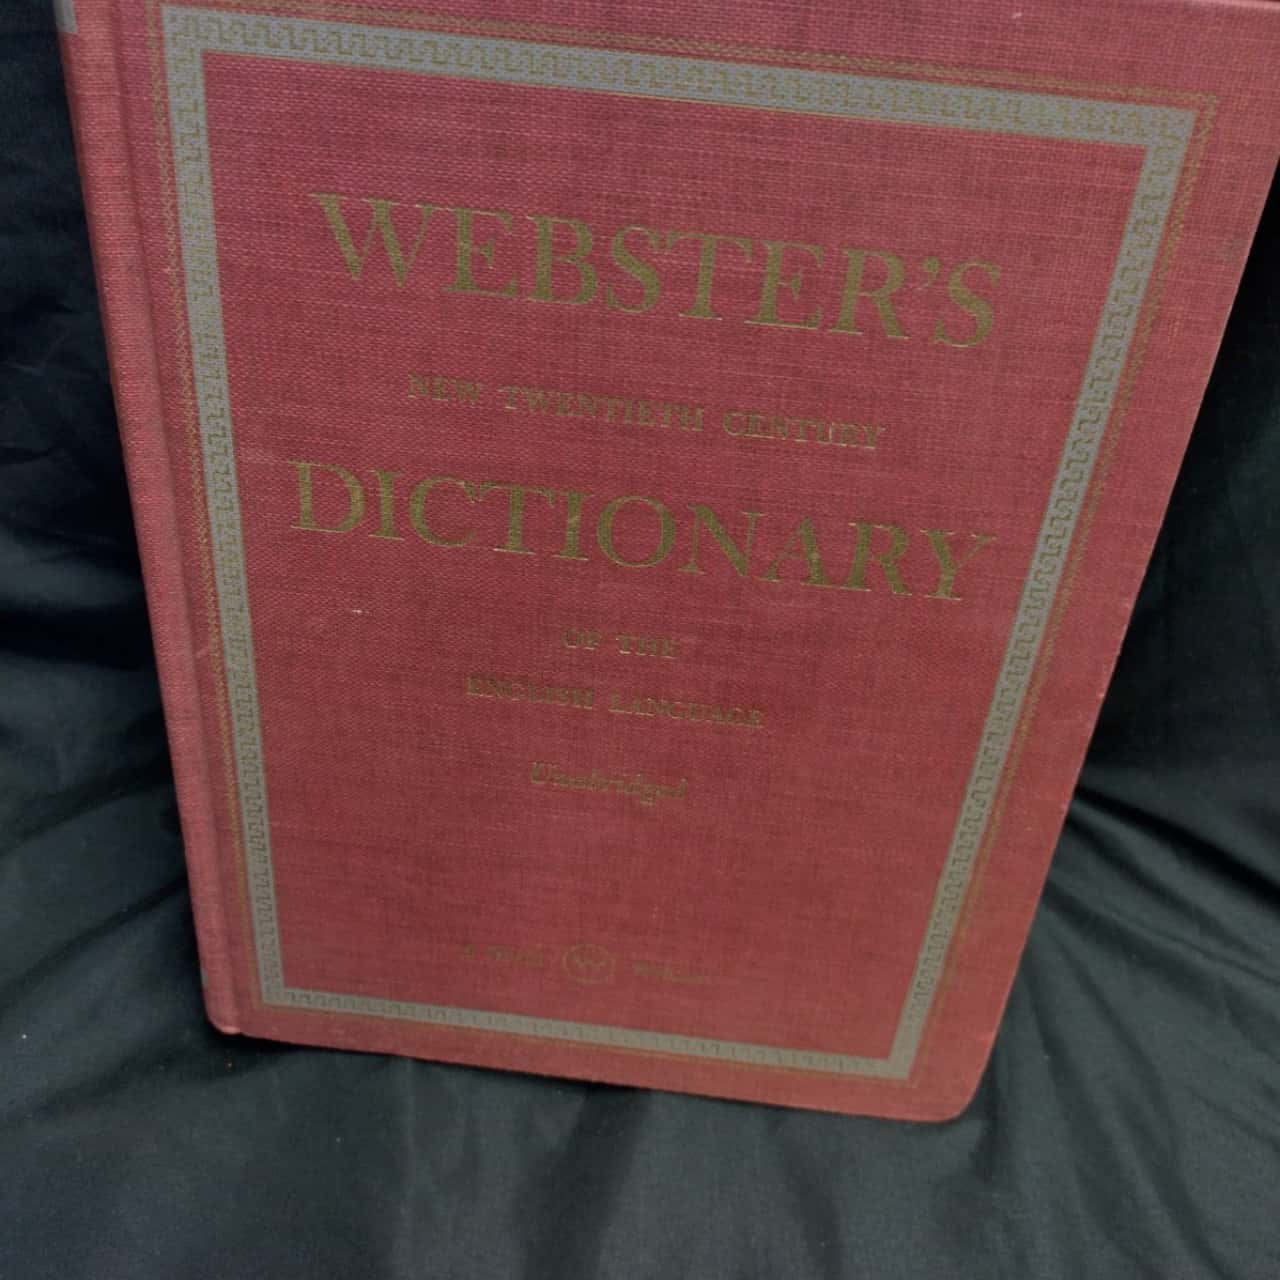 WEBSTER'S
NEW TWENTIETH CENTURY
DICTIONARY
OF THE
ENGLISH LANGUAGE
Unabridged
W